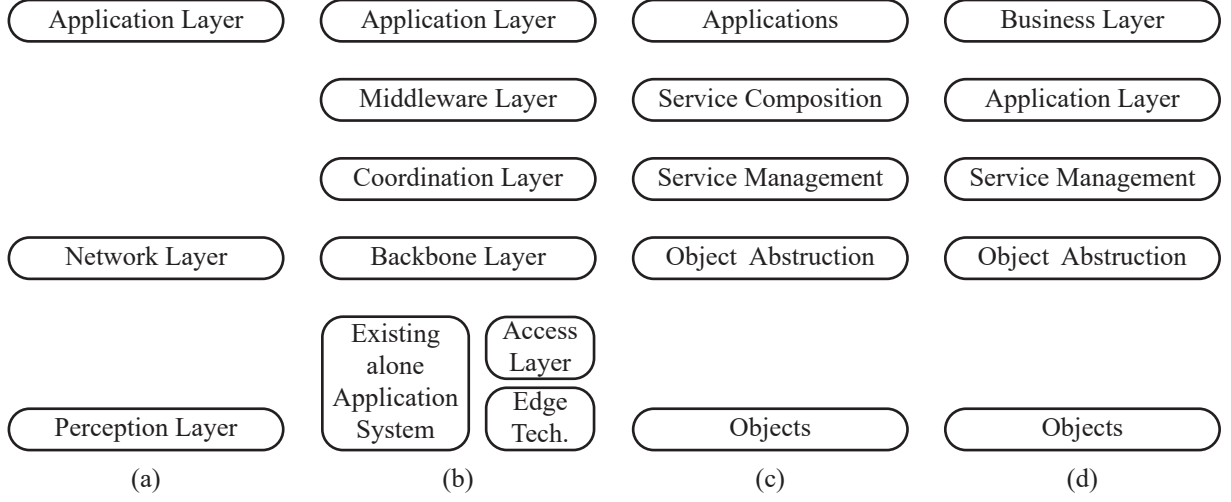 Application Layer
Application Layer
Applications
Business Layer
Middleware Layer
Service Composition
Application Layer
Coordination Layer
Service Management
Service Management
Network Layer
Backbone Layer
Object Abstruction
Object Abstruction
Existing
alone
Application
System
Access
Layer
Edge
Tech.
Perception Layer
Objects
Objects
(a)
(b)
(c)
(d)